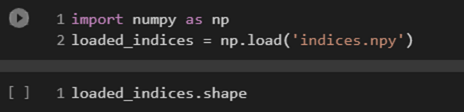 1 import numpy as np
2 loaded_indices = np.load('indices.npy')
[ ] 1 loaded_indices.shape